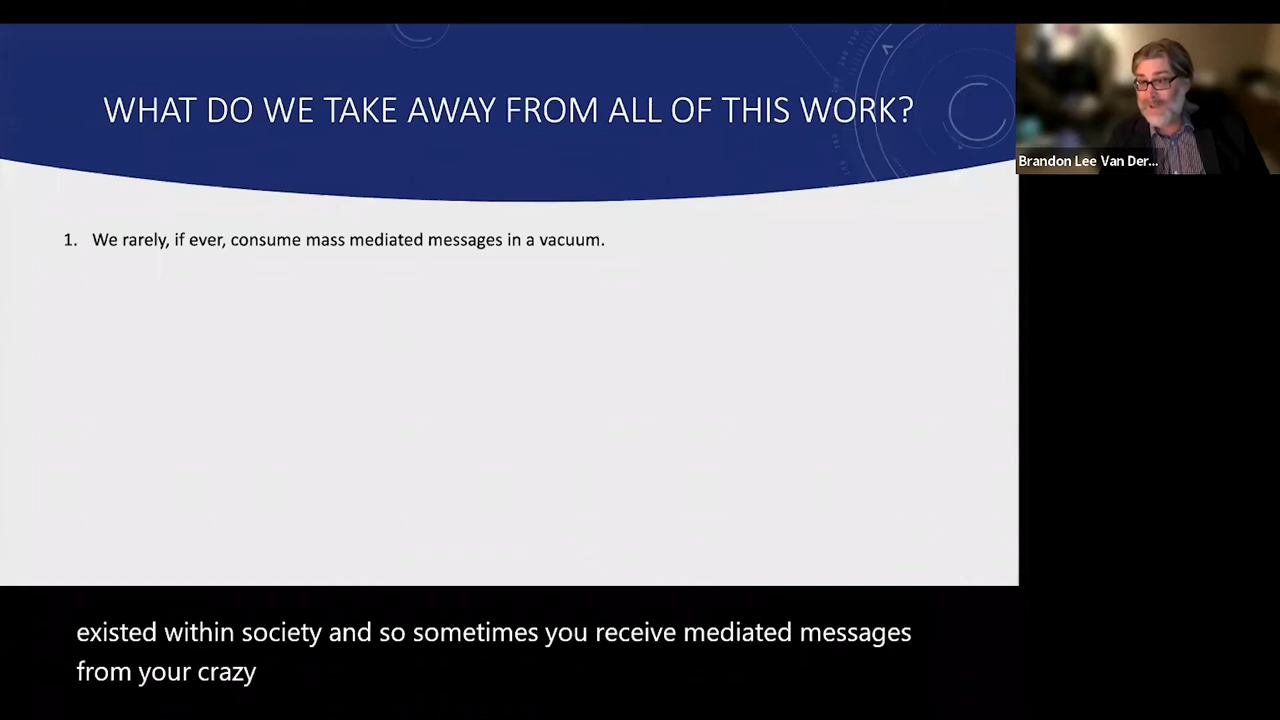 WHAT DO WE TAKE AWAY FROM ALL OF THIS WORK?
Brandon Lee Van Der...
1. We rarely, if ever, consume mass mediated messages in a vacuum.
existed within society and so sometimes you receive mediated messages
from your crazy